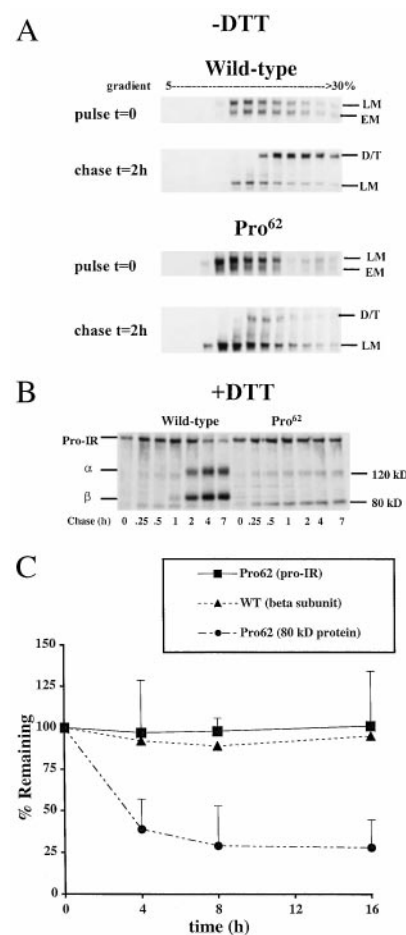 A
-DTT
Wild-type
gradient 5---------------------------->30%
pulse t=0
LM
EM
chase t=2h
D/T
LM
Pro62
pulse t=0
LM
EM
chase t=2h
D/T
LM
B
+DTT
Wild-type Pro62
Pro-IR
α
120 kD
β
80 kD
Chase (h) 0 .25 .5 1 2 4 7 0 .25 .5 1 2 4 7
C
Pro62 (pro-IR)
WT (beta subunit)
Pro62 (80 kD protein)
% Remaining
150
125
100
75
50
25
0
0 4 8 12 16
time (h)